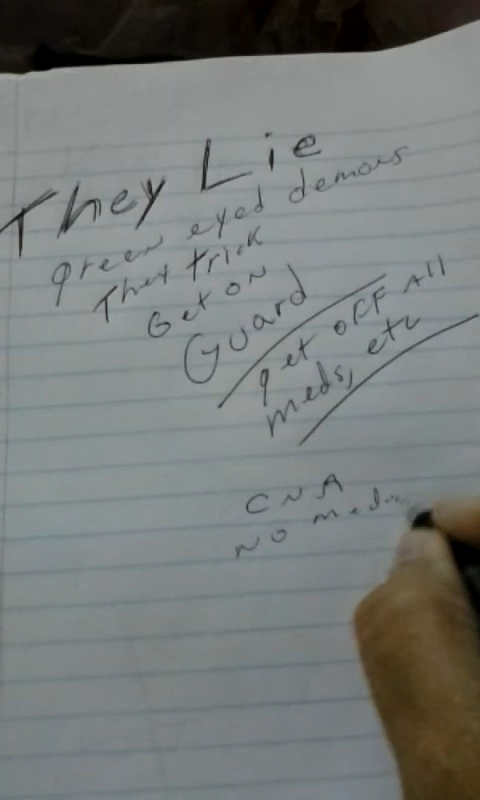 They Lie
green eyed demons
That trick
Get on
Guard
get OFF All
meds, etc
CNA
NO